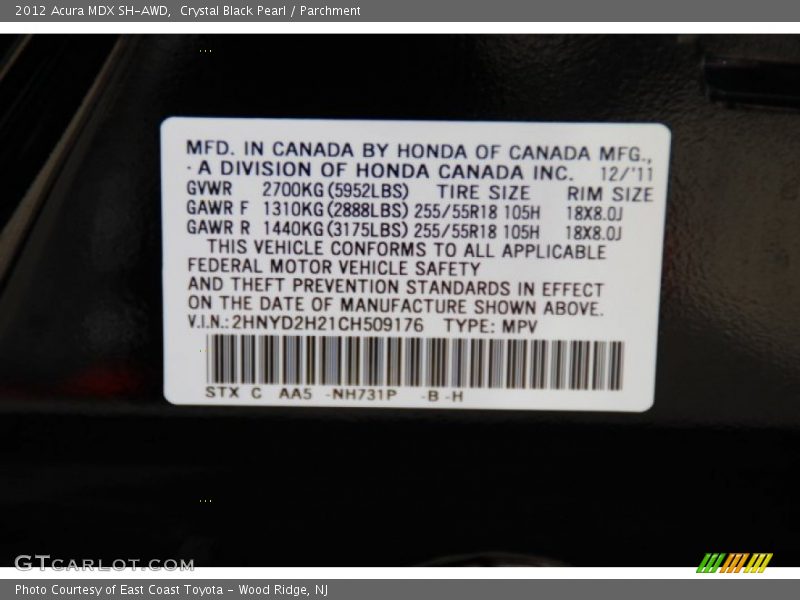 2012 Acura MDX SH-AWD,  Crystal Black Pearl / Parchment
MFD. IN CANADA BY HONDA OF CANADA MFG.,
- A DIVISION OF HONDA CANADA INC.  12/'11
GVWR  2700KG(5952LBS)  TIRE SIZE  RIM SIZE
GAWR F  1310KG(2888LBS) 255/55R18 105H  18X8.0J
GAWR R  1440KG(3175LBS) 255/55R18 105H  18X8.0J
THIS VEHICLE CONFORMS TO ALL APPLICABLE
FEDERAL MOTOR VEHICLE SAFETY
AND THEFT PREVENTION STANDARDS IN EFFECT
ON THE DATE OF MANUFACTURE SHOWN ABOVE.
V.I.N.:2HNYD2H21CH509176  TYPE: MPV
STX C  AA5  -NH731P  -B -H
GTCARLOT.COM
Photo Courtesy of East Coast Toyota - Wood Ridge, NJ